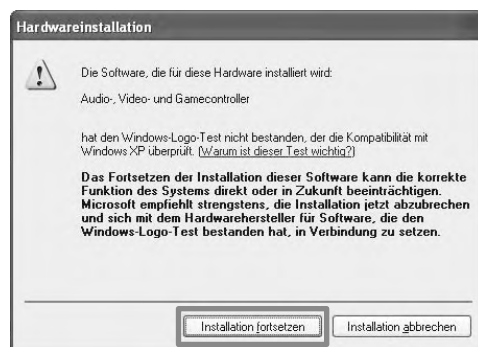 Hardwareinstallation
Die Software, die für diese Hardware installiert wird:
Audio-, Video- und Gamecontroller
hat den Windows-Logo-Test nicht bestanden, der die Kompatibilität mit
Windows XP überprüft. (Warum ist dieser Test wichtig?)
Das Fortsetzen der Installation dieser Software kann die korrekte
Funktion des Systems direkt oder in Zukunft beeinträchtigen.
Microsoft empfiehlt strengstens, die Installation jetzt abzubrechen
und sich mit dem Hardwarehersteller für Software, die den
Windows-Logo-Test bestanden hat, in Verbindung zu setzen.
Installation fortsetzen Installation abbrechen